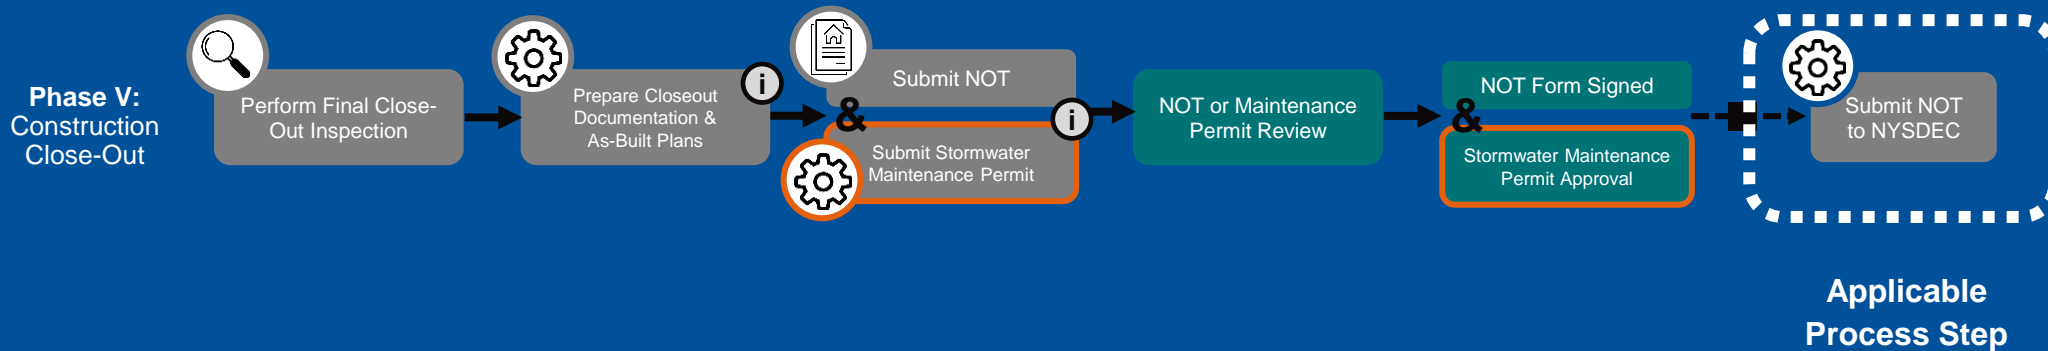 Phase V:
Construction
Close-Out
Perform Final Close-
Out Inspection
Prepare Closeout
Documentation &
As-Built Plans
i
Submit NOT
&
Submit Stormwater
Maintenance Permit
i
NOT or Maintenance
Permit Review
NOT Form Signed
&
Stormwater Maintenance
Permit Approval
Submit NOT
to NYSDEC
Applicable
Process Step